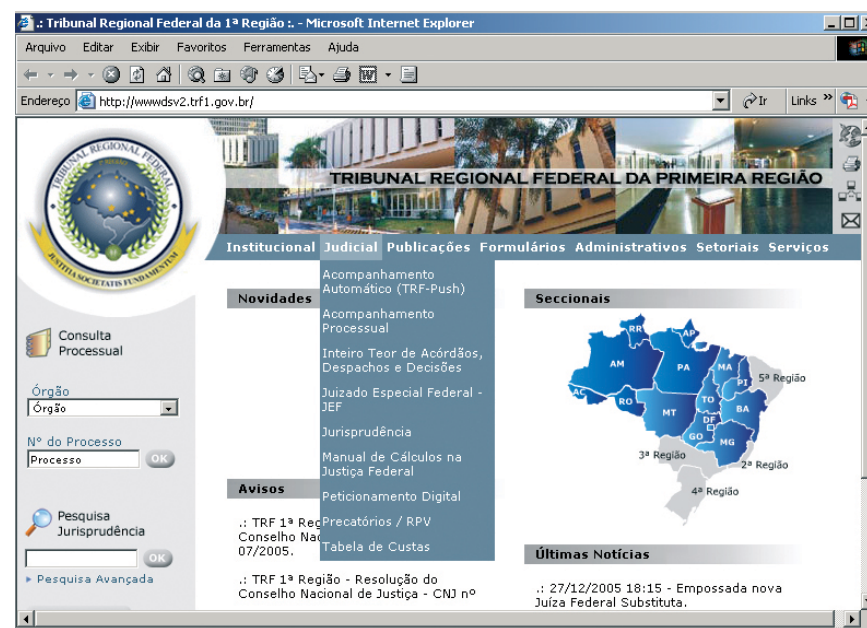 .: Tribunal Regional Federal da 1ª Região :. - Microsoft Internet Explorer
Arquivo Editar Exibir Favoritos Ferramentas Ajuda
Endereço http://wwwdsv2.trf1.gov.br/ Ir Links »
TRIBUNAL REGIONAL FEDERAL
1ª REGIÃO
JUSTITIA SOCIETATIS FUNDAMENTUM
TRIBUNAL REGIONAL FEDERAL DA PRIMEIRA REGIÃO
Institucional Judicial Publicações Formulários Administrativos Setoriais Serviços
Acompanhamento
Automático (TRF-Push)
Acompanhamento
Processual
Inteiro Teor de Acórdãos,
Despachos e Decisões
Juizado Especial Federal -
JEF
Jurisprudência
Manual de Cálculos na
Justiça Federal
Peticionamento Digital
Precatórios / RPV
Tabela de Custas
Consulta
Processual
Órgão
Órgão
Nº do Processo
Processo OK
Pesquisa
Jurisprudência
OK
Pesquisa Avançada
Novidades
Avisos
.: TRF 1ª Reg
Conselho Nac
07/2005.
.: TRF 1ª Região - Resolução do
Conselho Nacional de Justiça - CNJ nº
Seccionais
RR
AP
AM
PA
MA
PI
5ª Região
AC
RO
TO
MT
BA
DF
GO
MG
3ª Região
2ª Região
4ª Região
Últimas Notícias
.: 27/12/2005 18:15 - Empossada nova
Juíza Federal Substituta.